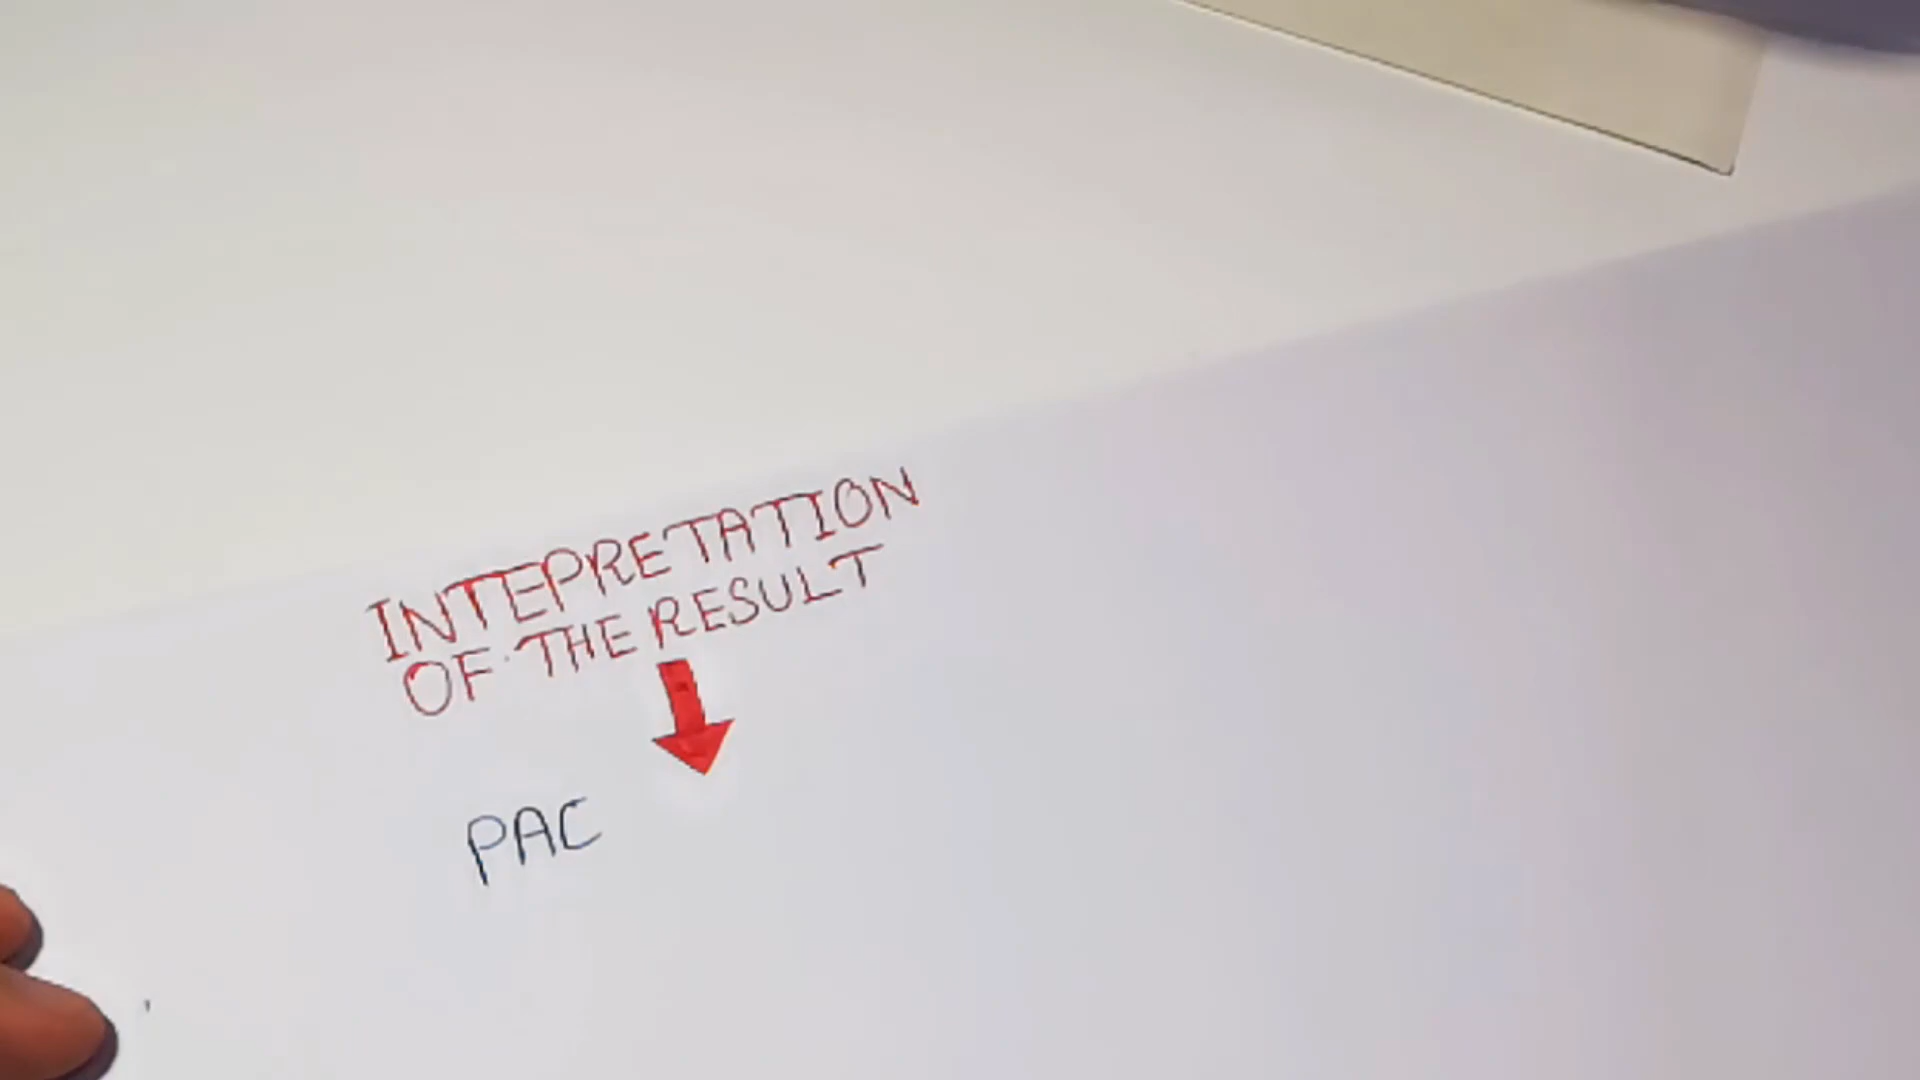 INTEPRETATION
OF THE RESULT
PAC